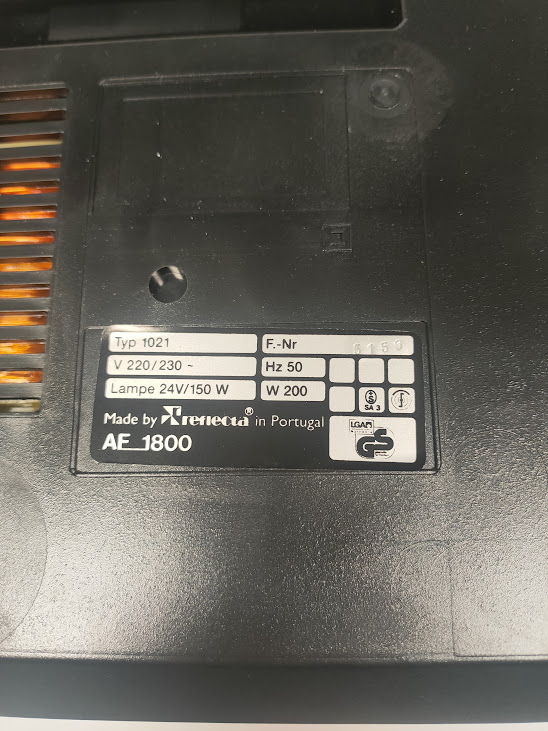 Typ 1021
F.-Nr
V 220/230 ~
Hz 50
Lampe 24V/150 W
W 200
SA 3
Made by reflecta® in Portugal
AE 1800
LGA
GS